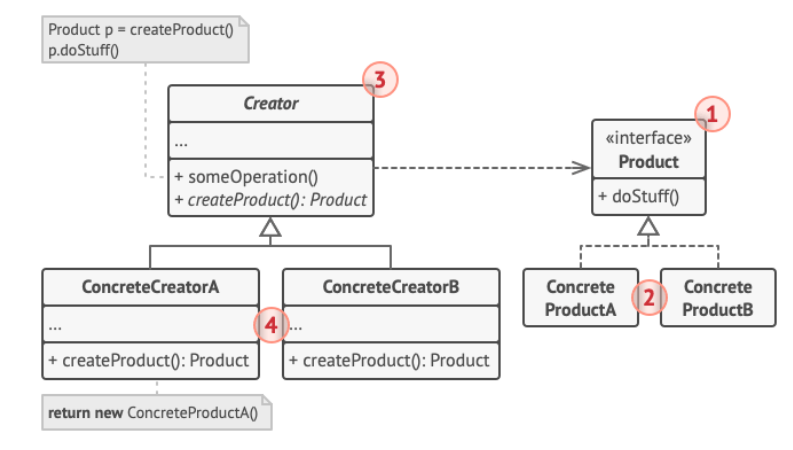 Product p = createProduct()
p.doStuff()
3
Creator
...
+ someOperation()
+ createProduct(): Product
1
«interface»
Product
+ doStuff()
ConcreteCreatorA
...
+ createProduct(): Product
4
ConcreteCreatorB
...
+ createProduct(): Product
Concrete
ProductA
2
Concrete
ProductB
return new ConcreteProductA()